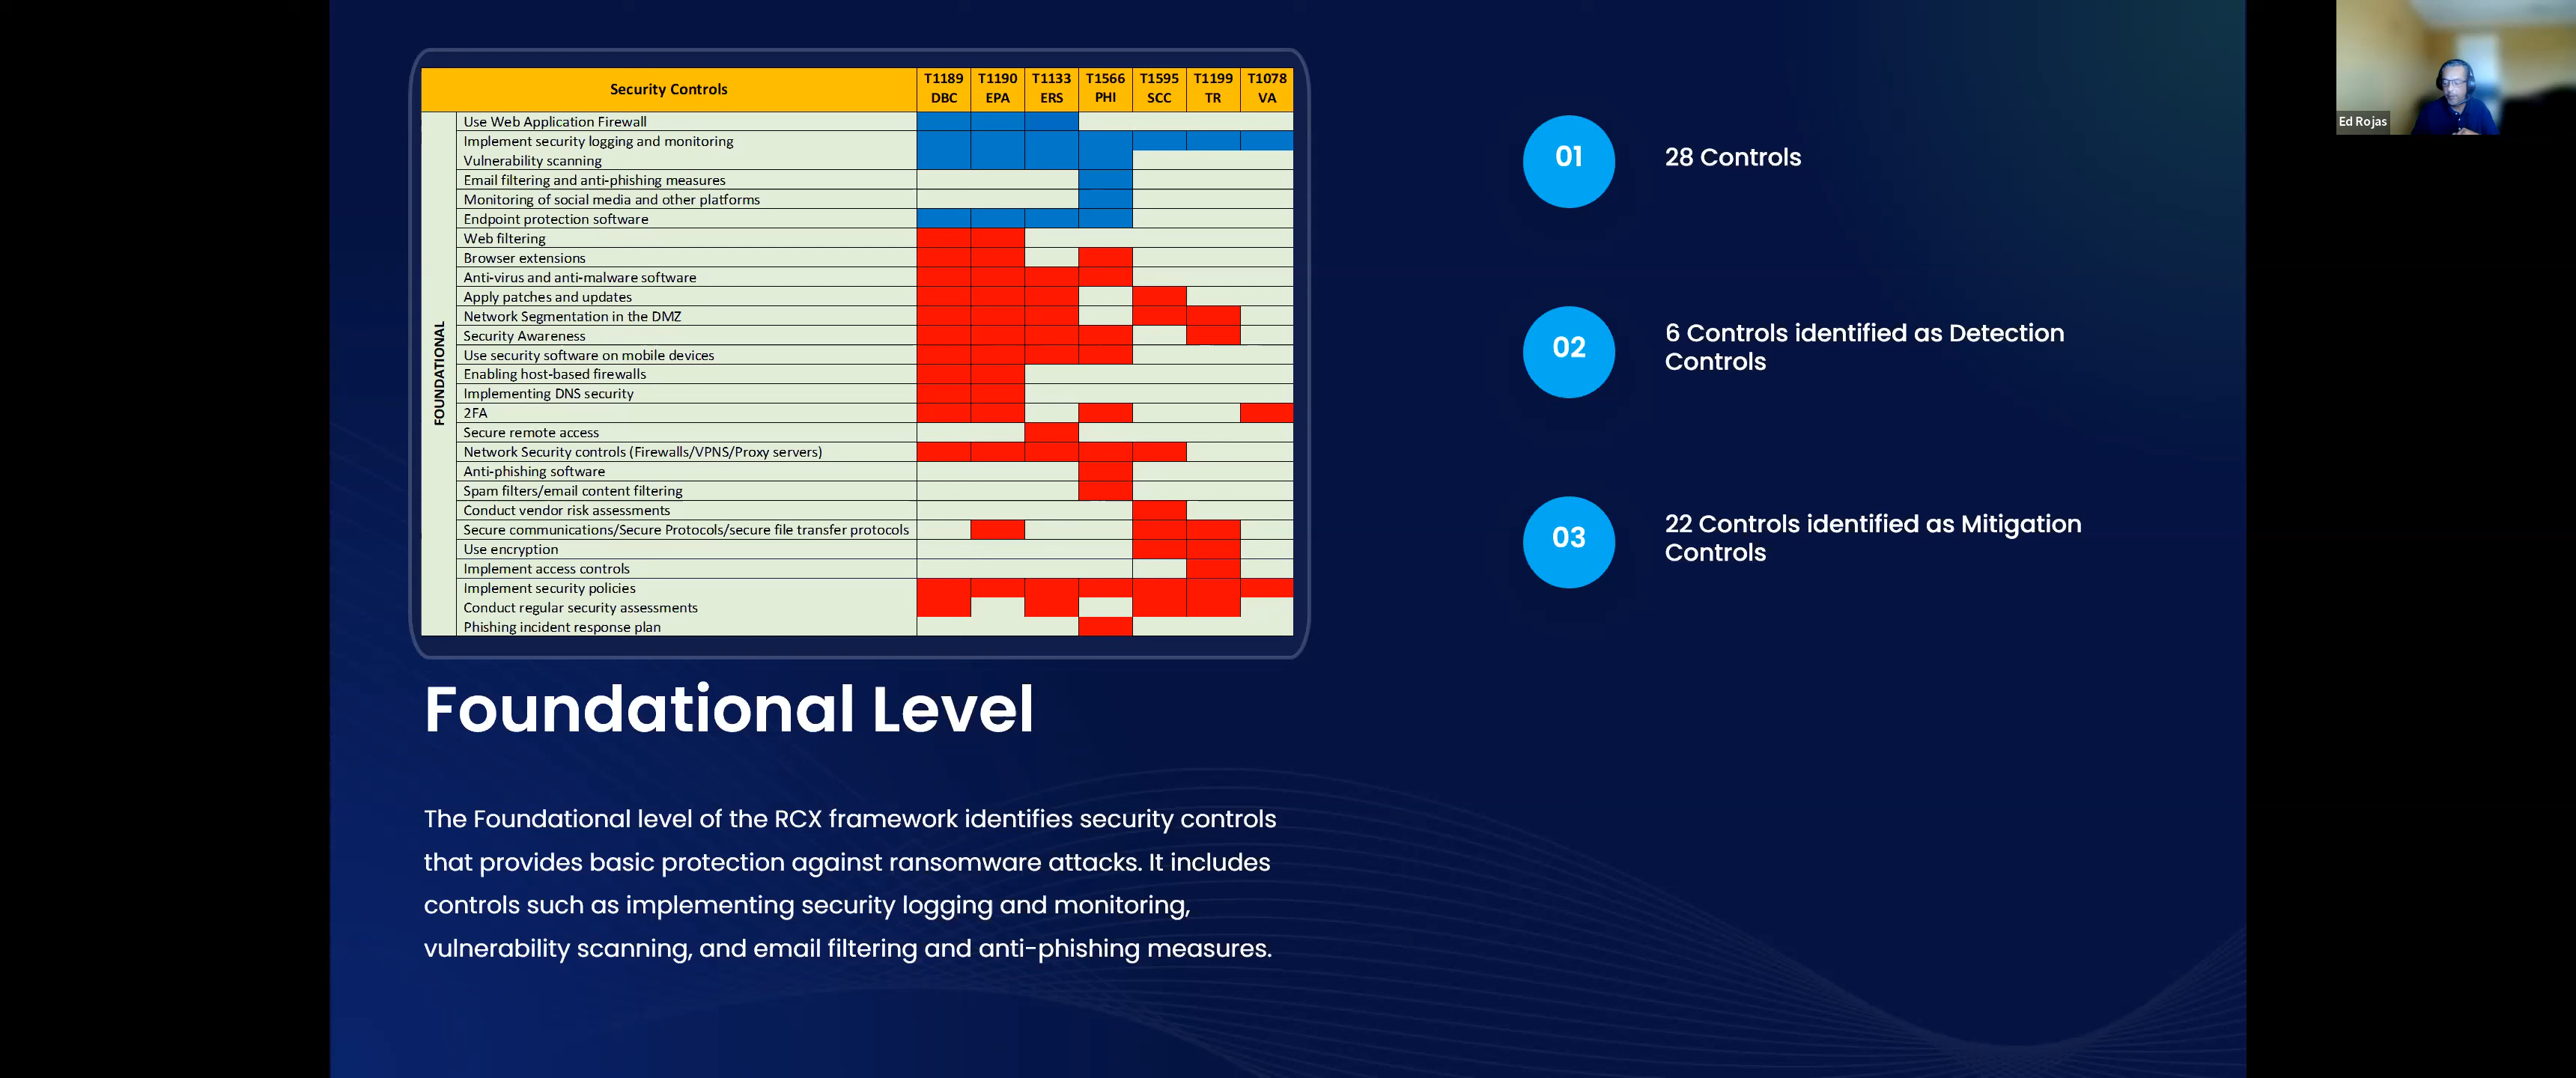 Security Controls
T1189 T1190 T1133 T1566 T1595 T1199 T1078
DBC EPA ERS PHI SCC TR VA
FOUNDATIONAL
Use Web Application Firewall
Implement security logging and monitoring
Vulnerability scanning
Email filtering and anti-phishing measures
Monitoring of social media and other platforms
Endpoint protection software
Web filtering
Browser extensions
Anti-virus and anti-malware software
Apply patches and updates
Network Segmentation in the DMZ
Security Awareness
Use security software on mobile devices
Enabling host-based firewalls
Implementing DNS security
2FA
Secure remote access
Network Security controls (Firewalls/VPNS/Proxy servers)
Anti-phishing software
Spam filters/email content filtering
Conduct vendor risk assessments
Secure communications/Secure Protocols/secure file transfer protocols
Use encryption
Implement access controls
Implement security policies
Conduct regular security assessments
Phishing incident response plan
Foundational Level
The Foundational level of the RCX framework identifies security controls
that provides basic protection against ransomware attacks. It includes
controls such as implementing security logging and monitoring,
vulnerability scanning, and email filtering and anti-phishing measures.
01
28 Controls
02
6 Controls identified as Detection
Controls
03
22 Controls identified as Mitigation
Controls
Ed Rojas